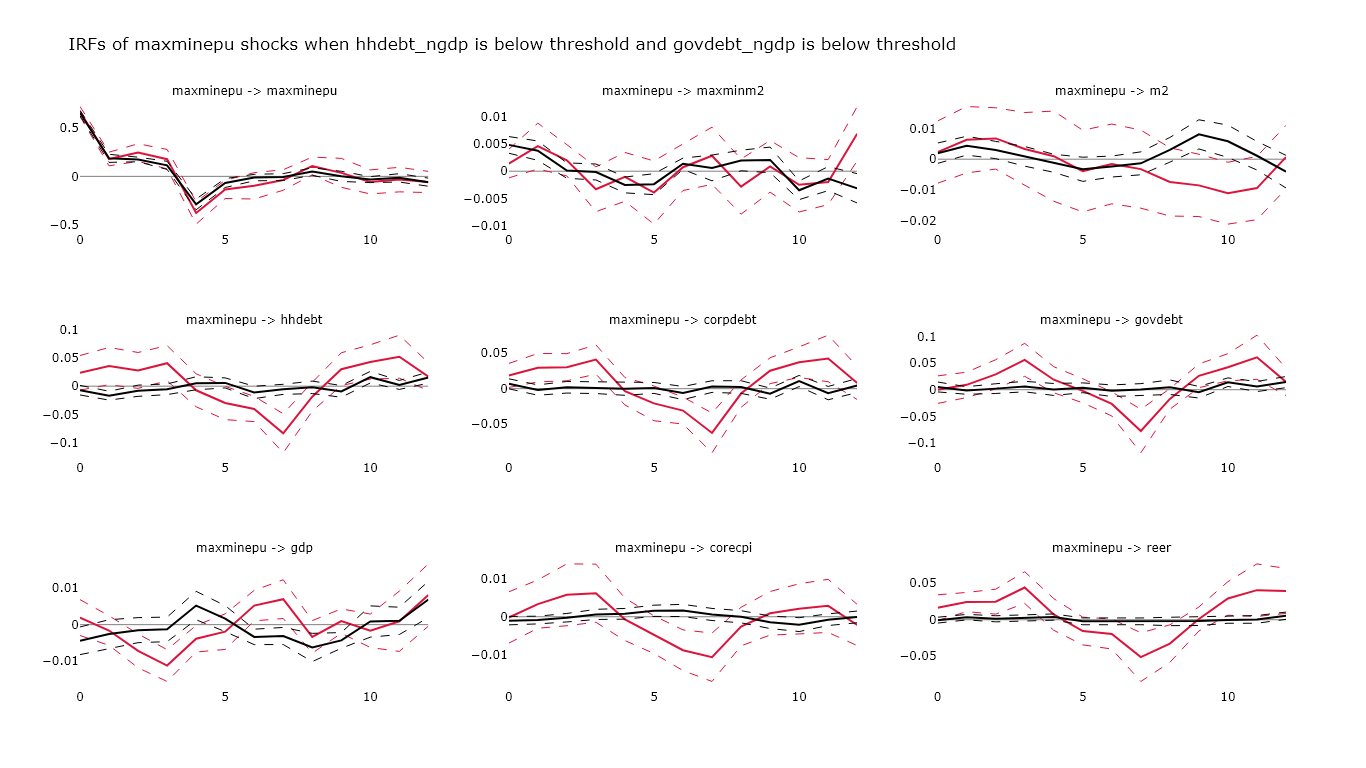 IRFs of maxminepu shocks when hhdebt_ngdp is below threshold and govdebt_ngdp is below threshold
maxminepu -> maxminepu
0.5
0
−0.5
0 5 10
maxminepu -> maxminm2
0.01
0.005
0
−0.005
−0.01
0 5 10
maxminepu -> m2
0.01
0
−0.01
−0.02
0 5 10
maxminepu -> hhdebt
0.1
0.05
0
−0.05
−0.1
0 5 10
maxminepu -> corpdebt
0.05
0
−0.05
0 5 10
maxminepu -> govdebt
0.1
0.05
0
−0.05
−0.1
0 5 10
maxminepu -> gdp
0.01
0
−0.01
0 5 10
maxminepu -> corecpi
0.01
0
−0.01
0 5 10
maxminepu -> reer
0.05
0
−0.05
0 5 10